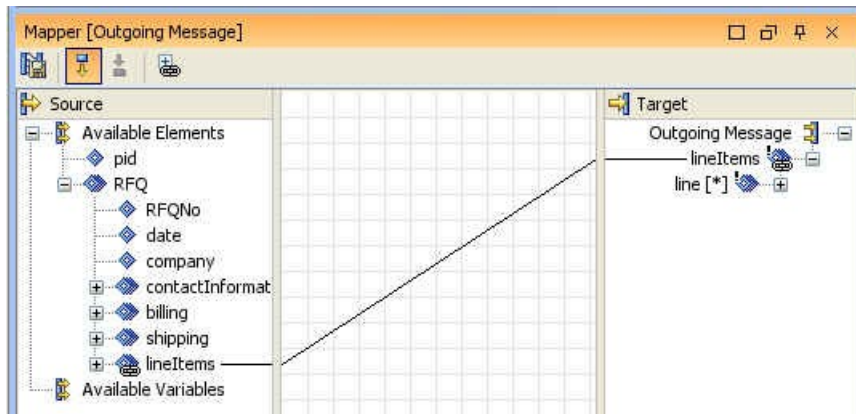 Mapper [Outgoing Message]
Source
Available Elements
pid
RFQ
RFQNo
date
company
contactInformat
billing
shipping
lineItems
Available Variables
Target
Outgoing Message
lineItems
line [*]